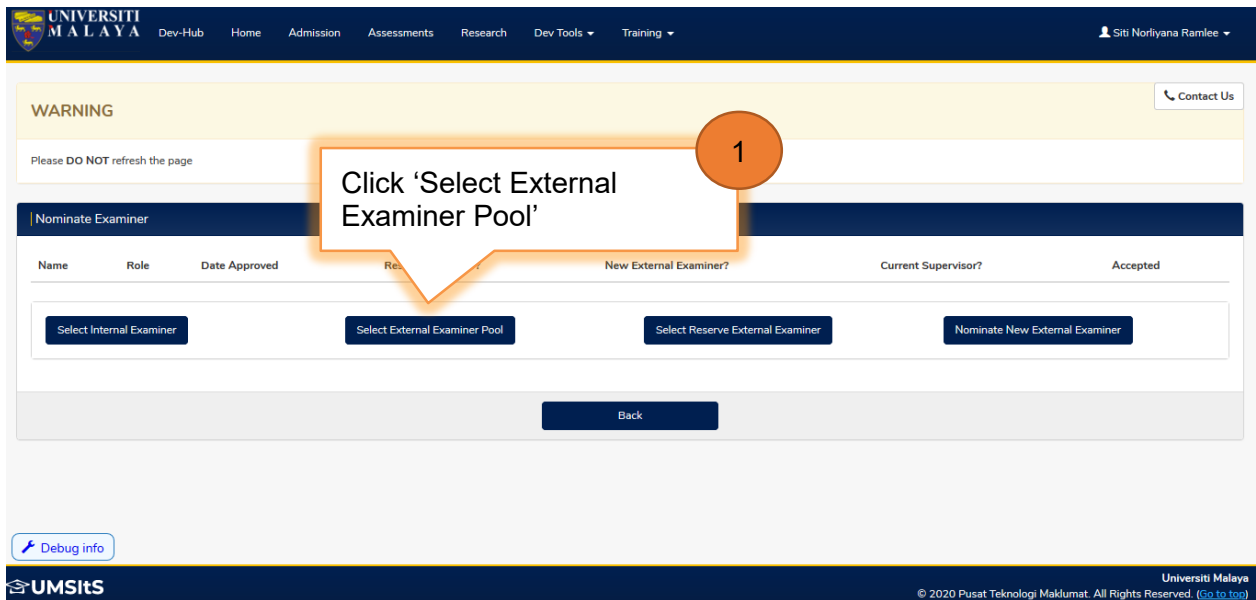 UNIVERSITI
MALAYA
Dev-Hub Home Admission Assessments Research Dev Tools Training Siti Norliyana Ramlee
Contact Us
WARNING
Please DO NOT refresh the page
1
Click ‘Select External
Examiner Pool’
Nominate Examiner
Name Role Date Approved New External Examiner? Current Supervisor? Accepted
Select Internal Examiner Select External Examiner Pool Select Reserve External Examiner Nominate New External Examiner
Back
Debug info
UMSItS
Universiti Malaya
© 2020 Pusat Teknologi Maklumat. All Rights Reserved. (Go to top)